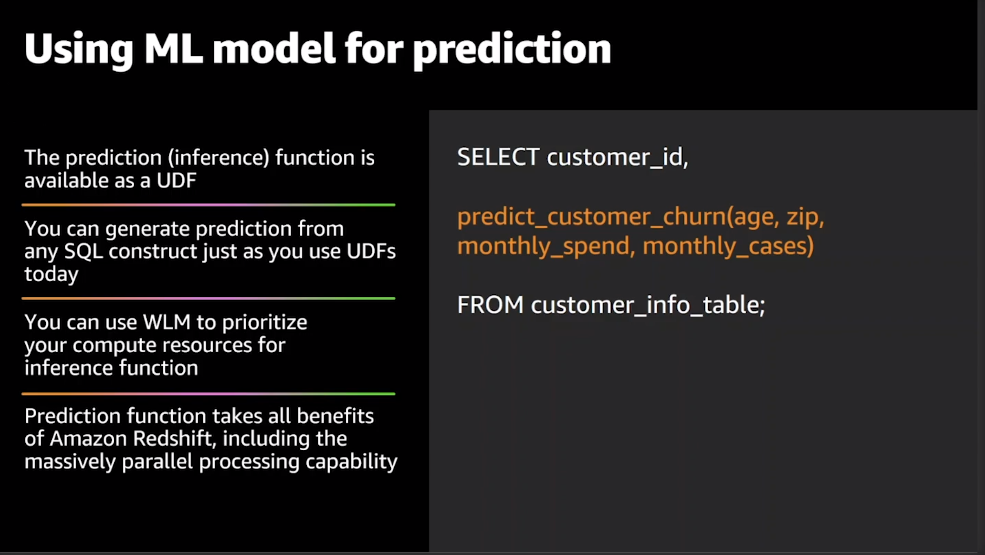 Using ML model for prediction
The prediction (inference) function is
available as a UDF
You can generate prediction from
any SQL construct just as you use UDFs
today
You can use WLM to prioritize
your compute resources for
inference function
Prediction function takes all benefits
of Amazon Redshift, including the
massively parallel processing capability
SELECT customer_id,
predict_customer_churn(age, zip,
monthly_spend, monthly_cases)
FROM customer_info_table;